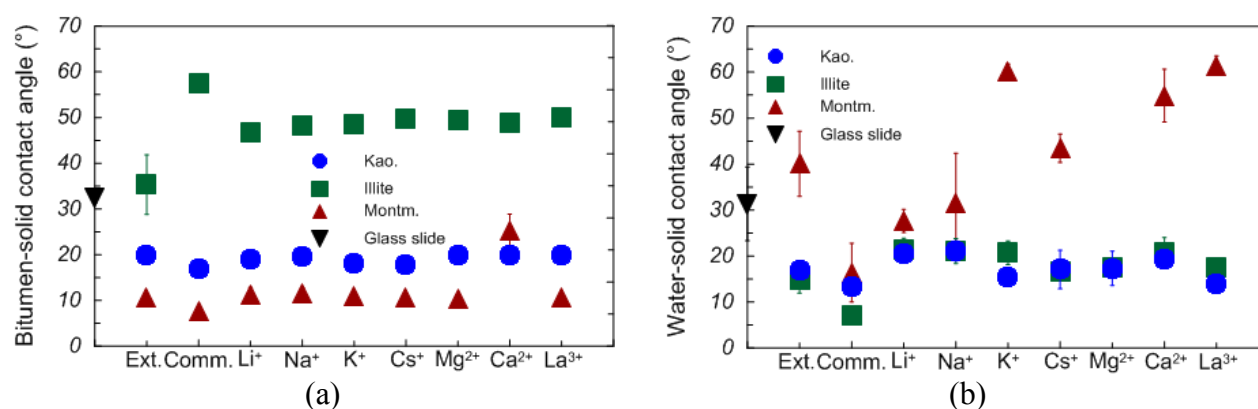 Bitumen-solid contact angle (°)
70
60
50
40
30
20
10
0
Kao.
Illite
Montm.
Glass slide
Ext. Comm. Li⁺ Na⁺ K⁺ Cs⁺ Mg²⁺ Ca²⁺ La³⁺
(a)
Water-solid contact angle (°)
70
60
50
40
30
20
10
0
Kao.
Illite
Montm.
Glass slide
Ext. Comm. Li⁺ Na⁺ K⁺ Cs⁺ Mg²⁺ Ca²⁺ La³⁺
(b)